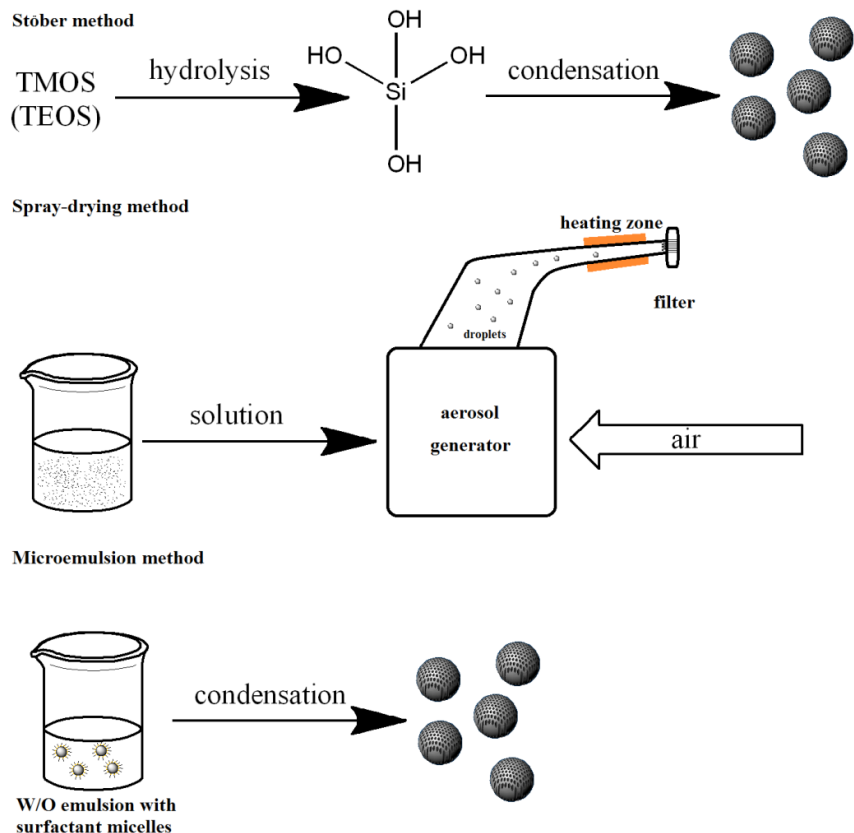 Stöber method
TMOS
(TEOS)
hydrolysis
OH
HO
OH
Si
OH
condensation
Spray-drying method
heating zone
filter
droplets
solution
aerosol
generator
air
Microemulsion method
condensation
W/O emulsion with
surfactant micelles